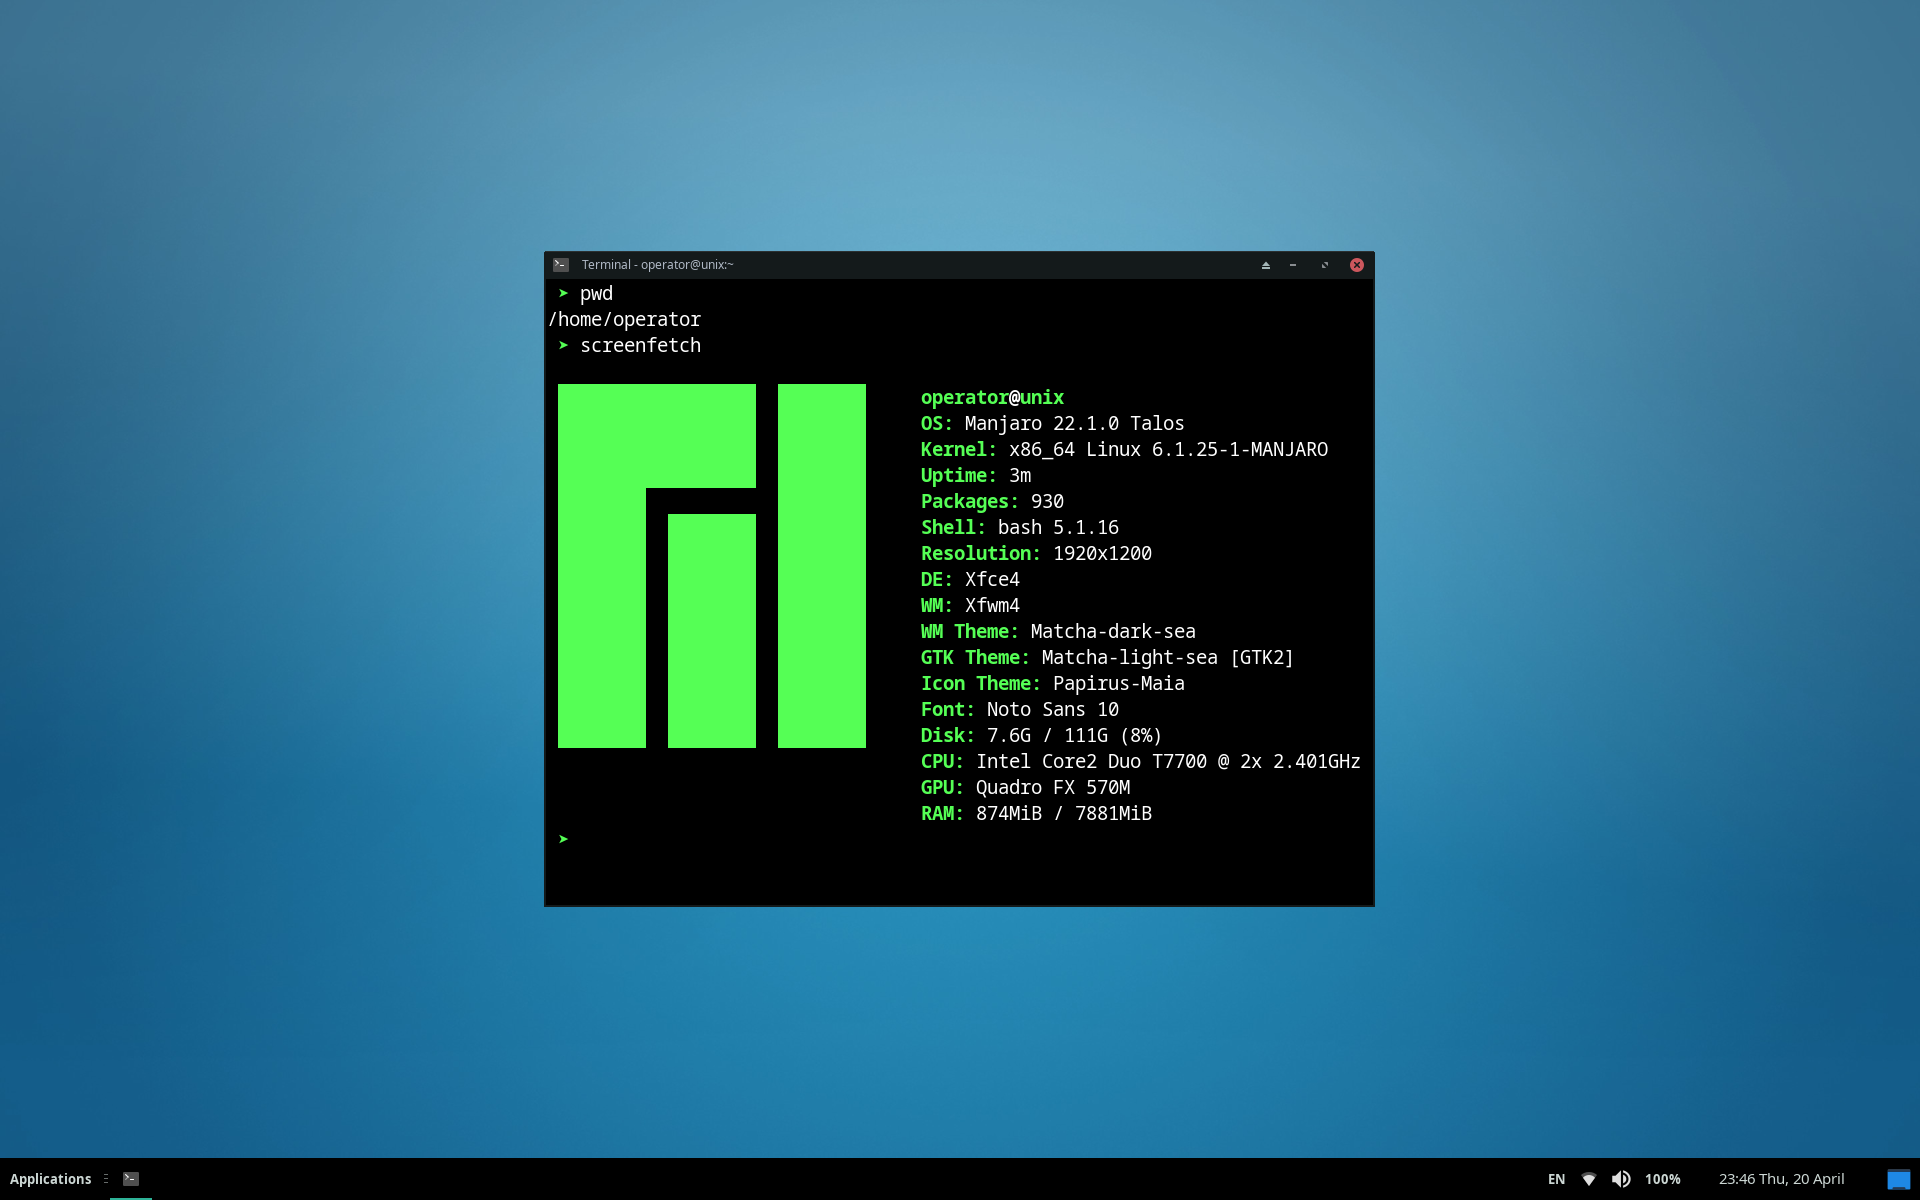 Terminal - operator@unix:~
➤ pwd
/home/operator
➤ screenfetch
operator@unix
OS: Manjaro 22.1.0 Talos
Kernel: x86_64 Linux 6.1.25-1-MANJARO
Uptime: 3m
Packages: 930
Shell: bash 5.1.16
Resolution: 1920x1200
DE: Xfce4
WM: Xfwm4
WM Theme: Matcha-dark-sea
GTK Theme: Matcha-light-sea [GTK2]
Icon Theme: Papirus-Maia
Font: Noto Sans 10
Disk: 7.6G / 111G (8%)
CPU: Intel Core2 Duo T7700 @ 2x 2.401GHz
GPU: Quadro FX 570M
RAM: 874MiB / 7881MiB
➤
Applications EN 100% 23:46 Thu, 20 April